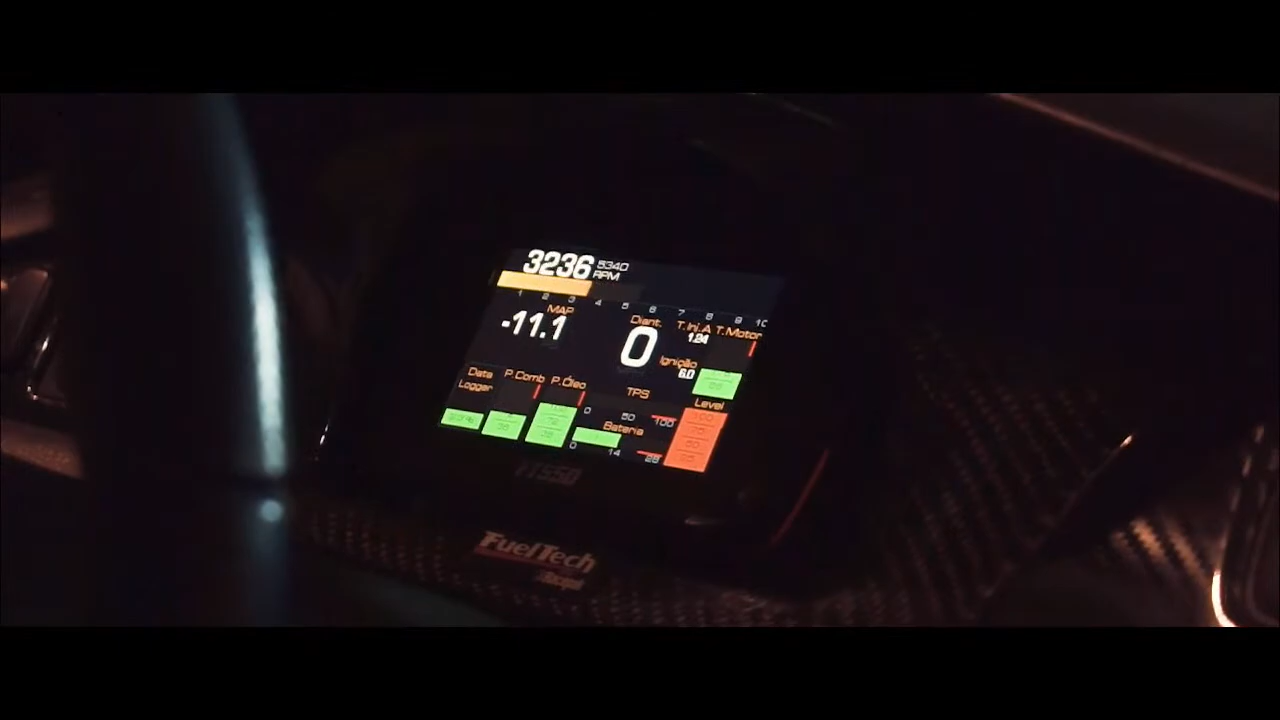 3236 5340
RPM
1 2 3 4 5 6 7 8 9 10
MAP
-11.1
Diant.
0
T.Inj.A
1.24
T.Motor
Ignição
6.0
Data
Logger
P.Comb
P.Óleo
TPS
0 50 100
Bateria
0 14 28
Level
FT550
FuelTech